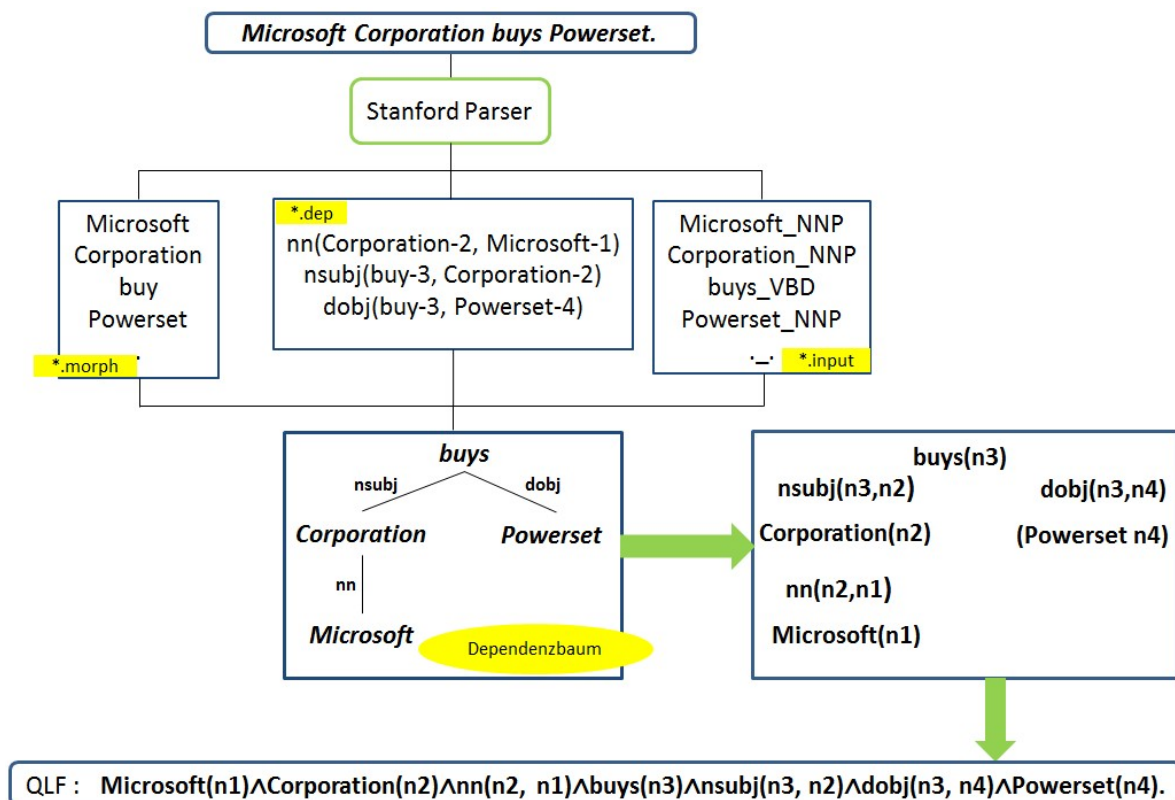 Microsoft Corporation buys Powerset.
Stanford Parser
Microsoft
Corporation
buy
Powerset
.
*.morph
*.dep
nn(Corporation-2, Microsoft-1)
nsubj(buy-3, Corporation-2)
dobj(buy-3, Powerset-4)
Microsoft_NNP
Corporation_NNP
buys_VBD
Powerset_NNP
._.
*.input
buys
nsubj dobj
Corporation Powerset
nn
Microsoft
Dependenzbaum
buys(n3)
nsubj(n3,n2) dobj(n3,n4)
Corporation(n2) (Powerset n4)
nn(n2,n1)
Microsoft(n1)
QLF : Microsoft(n1)∧Corporation(n2)∧nn(n2, n1)∧buys(n3)∧nsubj(n3, n2)∧dobj(n3, n4)∧Powerset(n4).